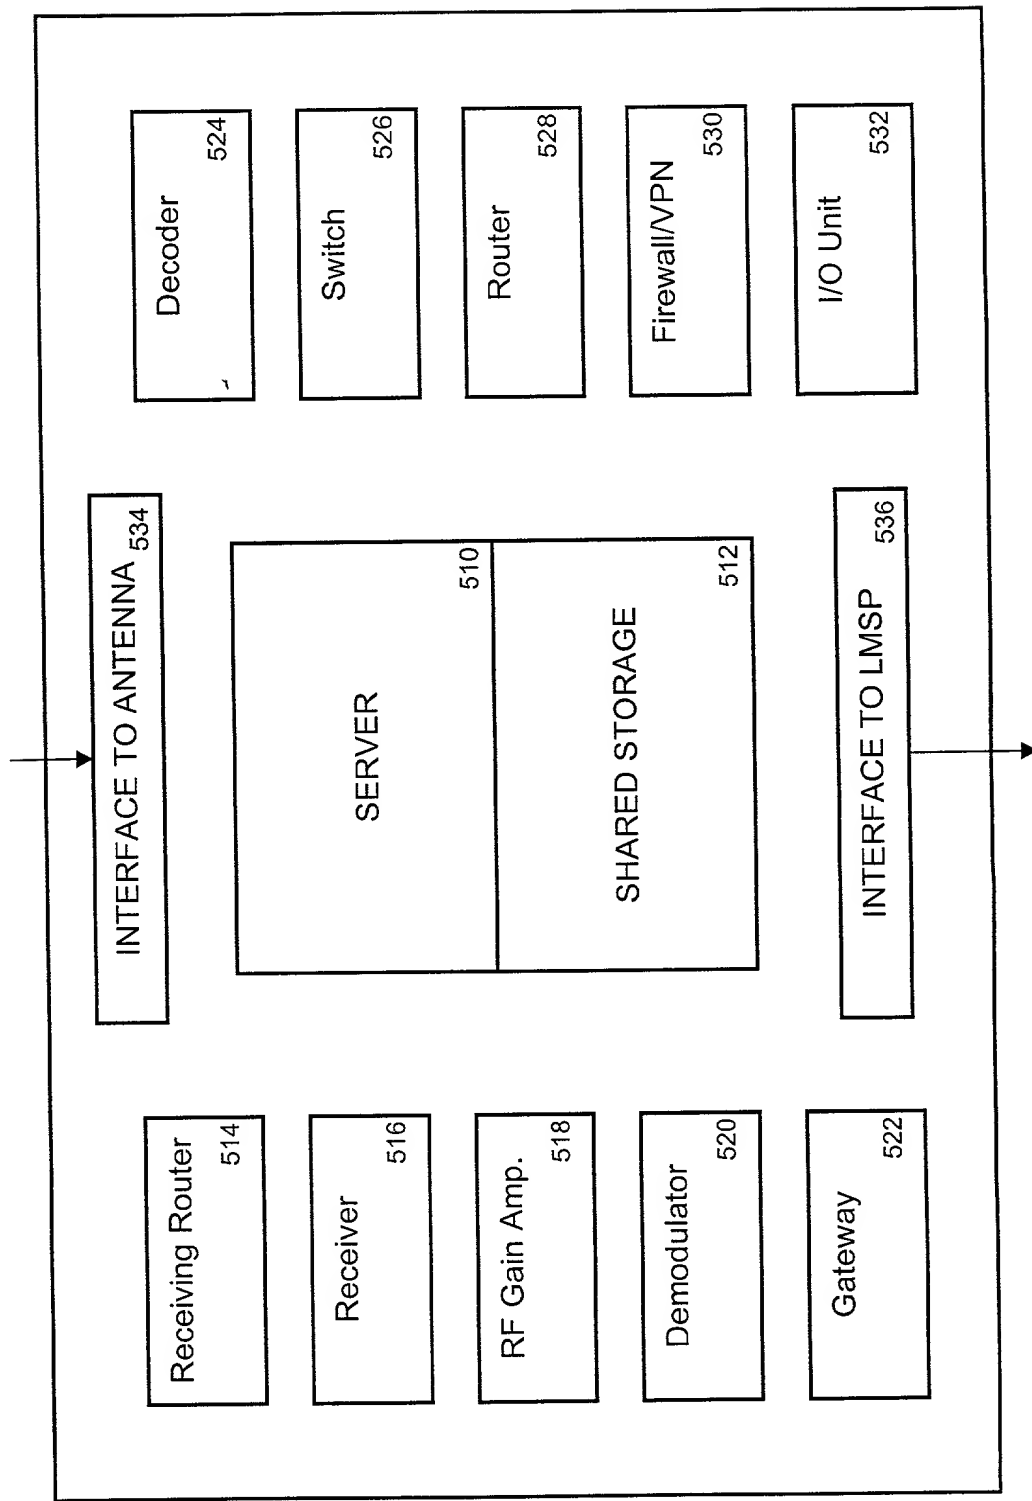 INTERFACE TO ANTENNA
534
Receiving Router
514
Receiver
516
RF Gain Amp.
518
Demodulator
520
Gateway
522
SERVER
510
SHARED STORAGE
512
Decoder
524
Switch
526
Router
528
Firewall/VPN
530
I/O Unit
532
INTERFACE TO LMSP
536